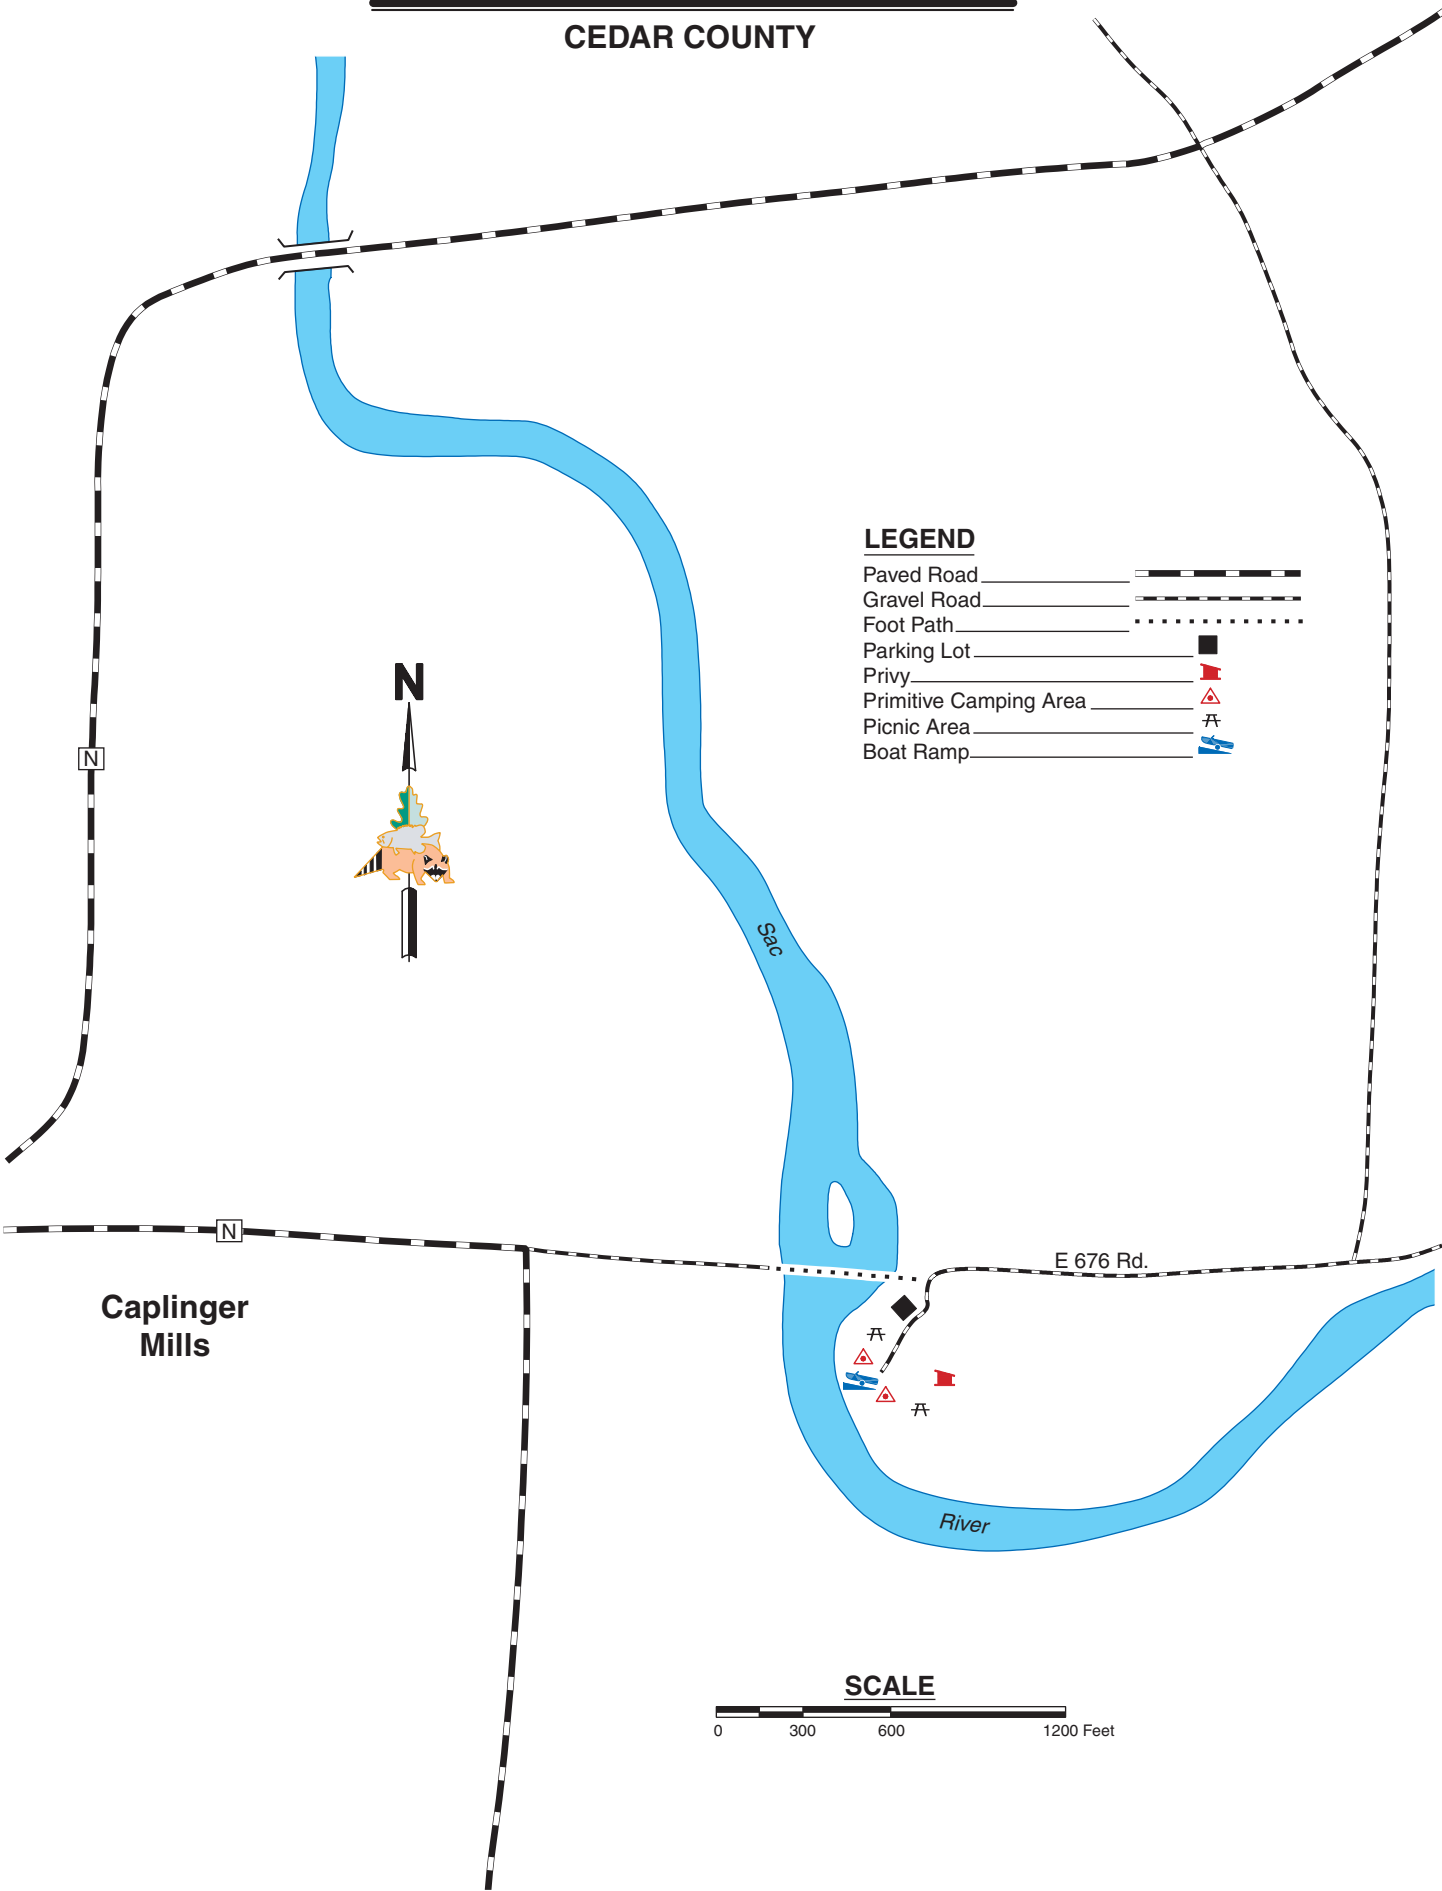 CEDAR COUNTY
LEGEND
Paved Road
Gravel Road
Foot Path
Parking Lot
Privy
Primitive Camping Area
Picnic Area
Boat Ramp
N
N
Sac
N
E 676 Rd.
Caplinger
Mills
River
SCALE
0 300 600 1200 Feet